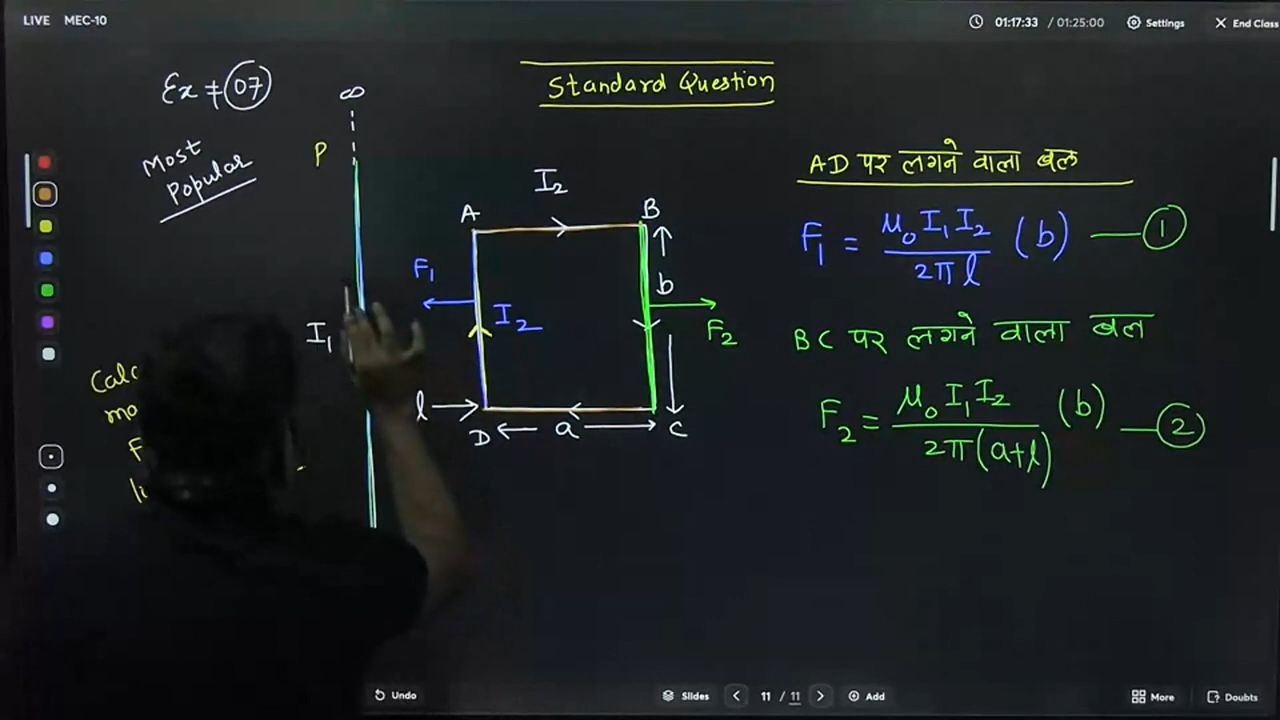 LIVE MEC-10
01:17:33 / 01:25:00
Settings
End Class
Ex ≠ 07
Standard Question
∞
Most
Popular
P
I₂
A
B
F₁
I₂
b
F₂
I₁
l
D
a
C
AD पर लगने वाला बल
F₁ = μ₀I₁I₂ / 2πl (b) — 1
BC पर लगने वाला बल
F₂ = μ₀I₁I₂ / 2π(a+l) (b) — 2
Undo
Slides
11 / 11
Add
More
Doubts